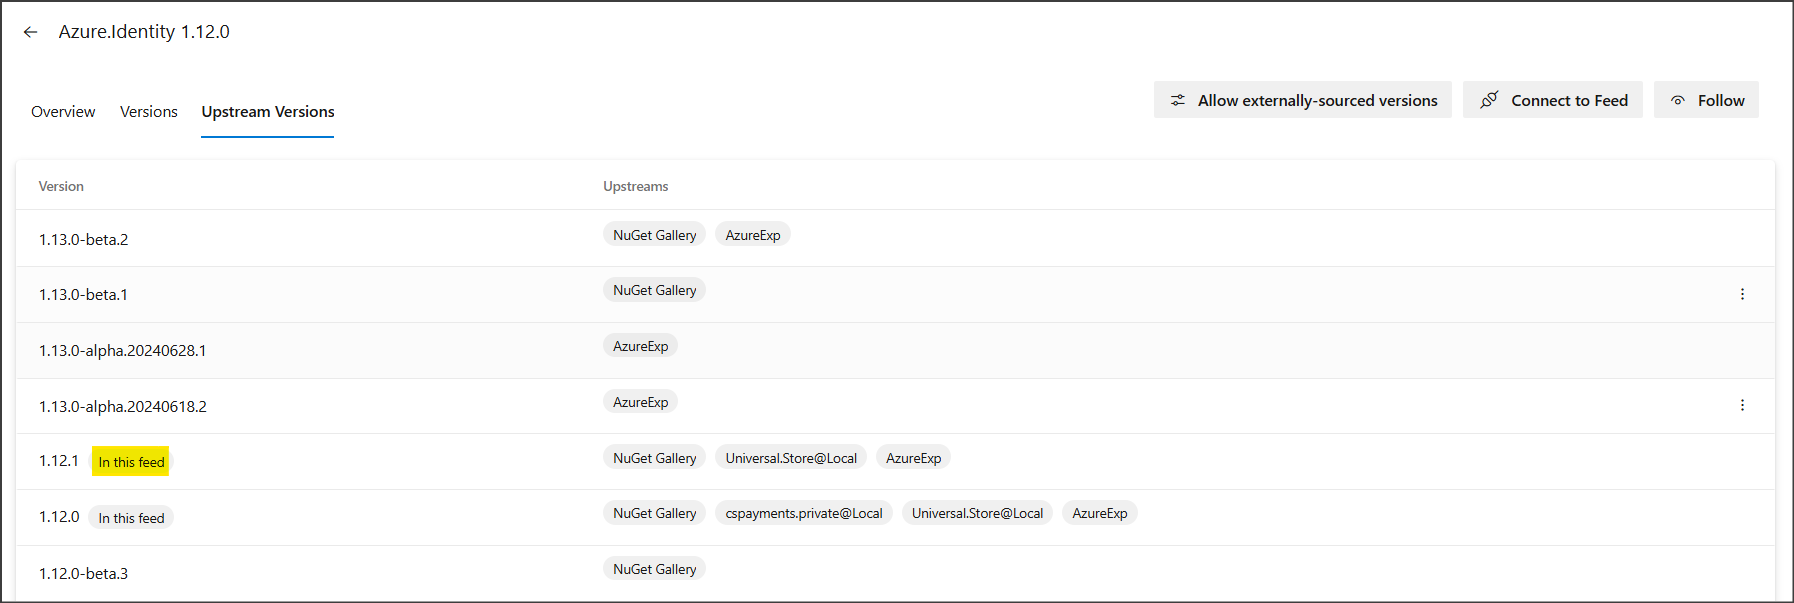 Azure.Identity 1.12.0
Overview Versions Upstream Versions Allow externally-sourced versions Connect to Feed Follow
Version Upstreams
1.13.0-beta.2 NuGet Gallery AzureExp
1.13.0-beta.1 NuGet Gallery
1.13.0-alpha.20240628.1 AzureExp
1.13.0-alpha.20240618.2 AzureExp
1.12.1 In this feed NuGet Gallery Universal.Store@Local AzureExp
1.12.0 In this feed NuGet Gallery cspayments.private@Local Universal.Store@Local AzureExp
1.12.0-beta.3 NuGet Gallery